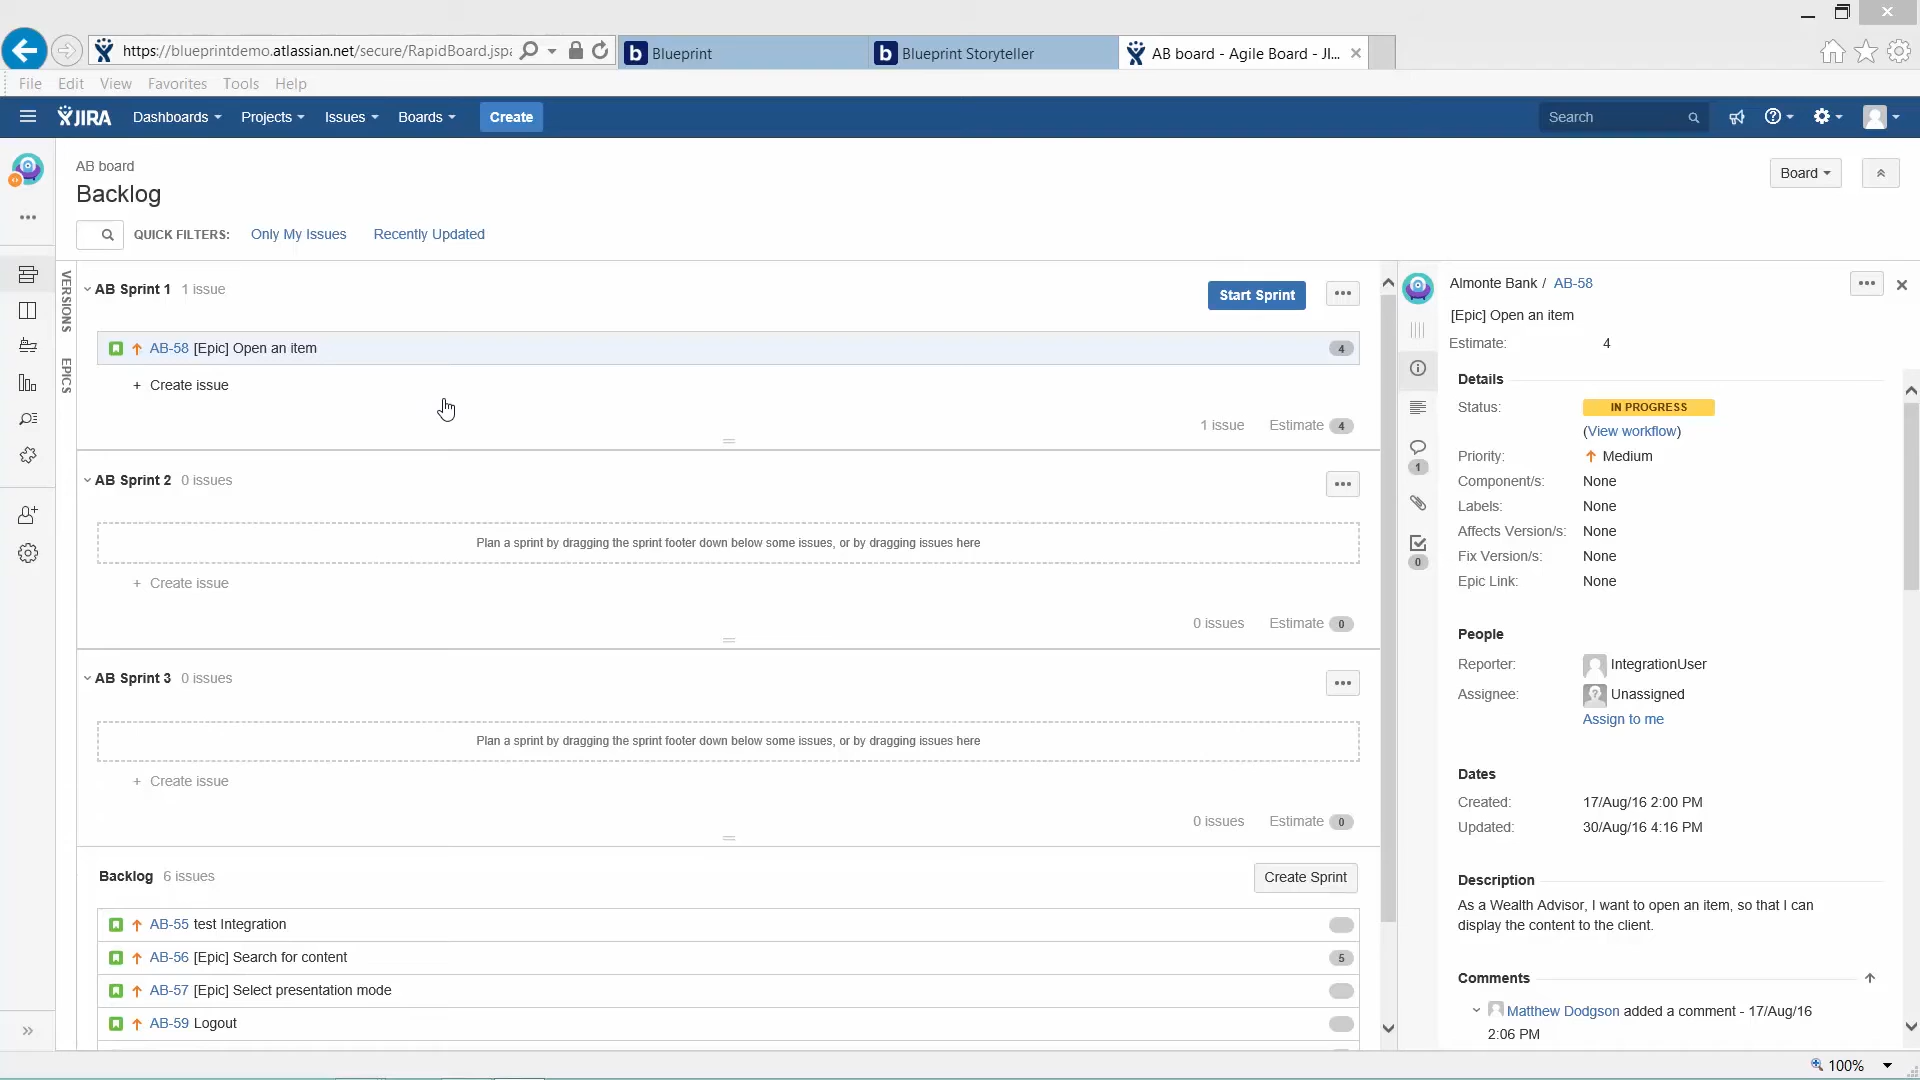 https://blueprintdemo.atlassian.net/secure/RapidBoard.jspa
Blueprint
Blueprint Storyteller
AB board - Agile Board - JI...
File Edit View Favorites Tools Help
JIRA Dashboards Projects Issues Boards Create Search
AB board
Backlog
Board
QUICK FILTERS: Only My Issues Recently Updated
VERSIONS
EPICS
AB Sprint 1 1 issue
Start Sprint
AB-58 [Epic] Open an item 4
+ Create issue
1 issue Estimate 4
AB Sprint 2 0 issues
Plan a sprint by dragging the sprint footer down below some issues, or by dragging issues here
+ Create issue
0 issues Estimate 0
AB Sprint 3 0 issues
Plan a sprint by dragging the sprint footer down below some issues, or by dragging issues here
+ Create issue
0 issues Estimate 0
Backlog 6 issues
Create Sprint
AB-55 test Integration
AB-56 [Epic] Search for content 5
AB-57 [Epic] Select presentation mode
AB-59 Logout
1
0
Almonte Bank / AB-58
[Epic] Open an item
Estimate: 4
Details
Status: IN PROGRESS
(View workflow)
Priority: Medium
Component/s: None
Labels: None
Affects Version/s: None
Fix Version/s: None
Epic Link: None
People
Reporter: IntegrationUser
Assignee: Unassigned
Assign to me
Dates
Created: 17/Aug/16 2:00 PM
Updated: 30/Aug/16 4:16 PM
Description
As a Wealth Advisor, I want to open an item, so that I can
display the content to the client.
Comments
Matthew Dodgson added a comment - 17/Aug/16
2:06 PM
100%